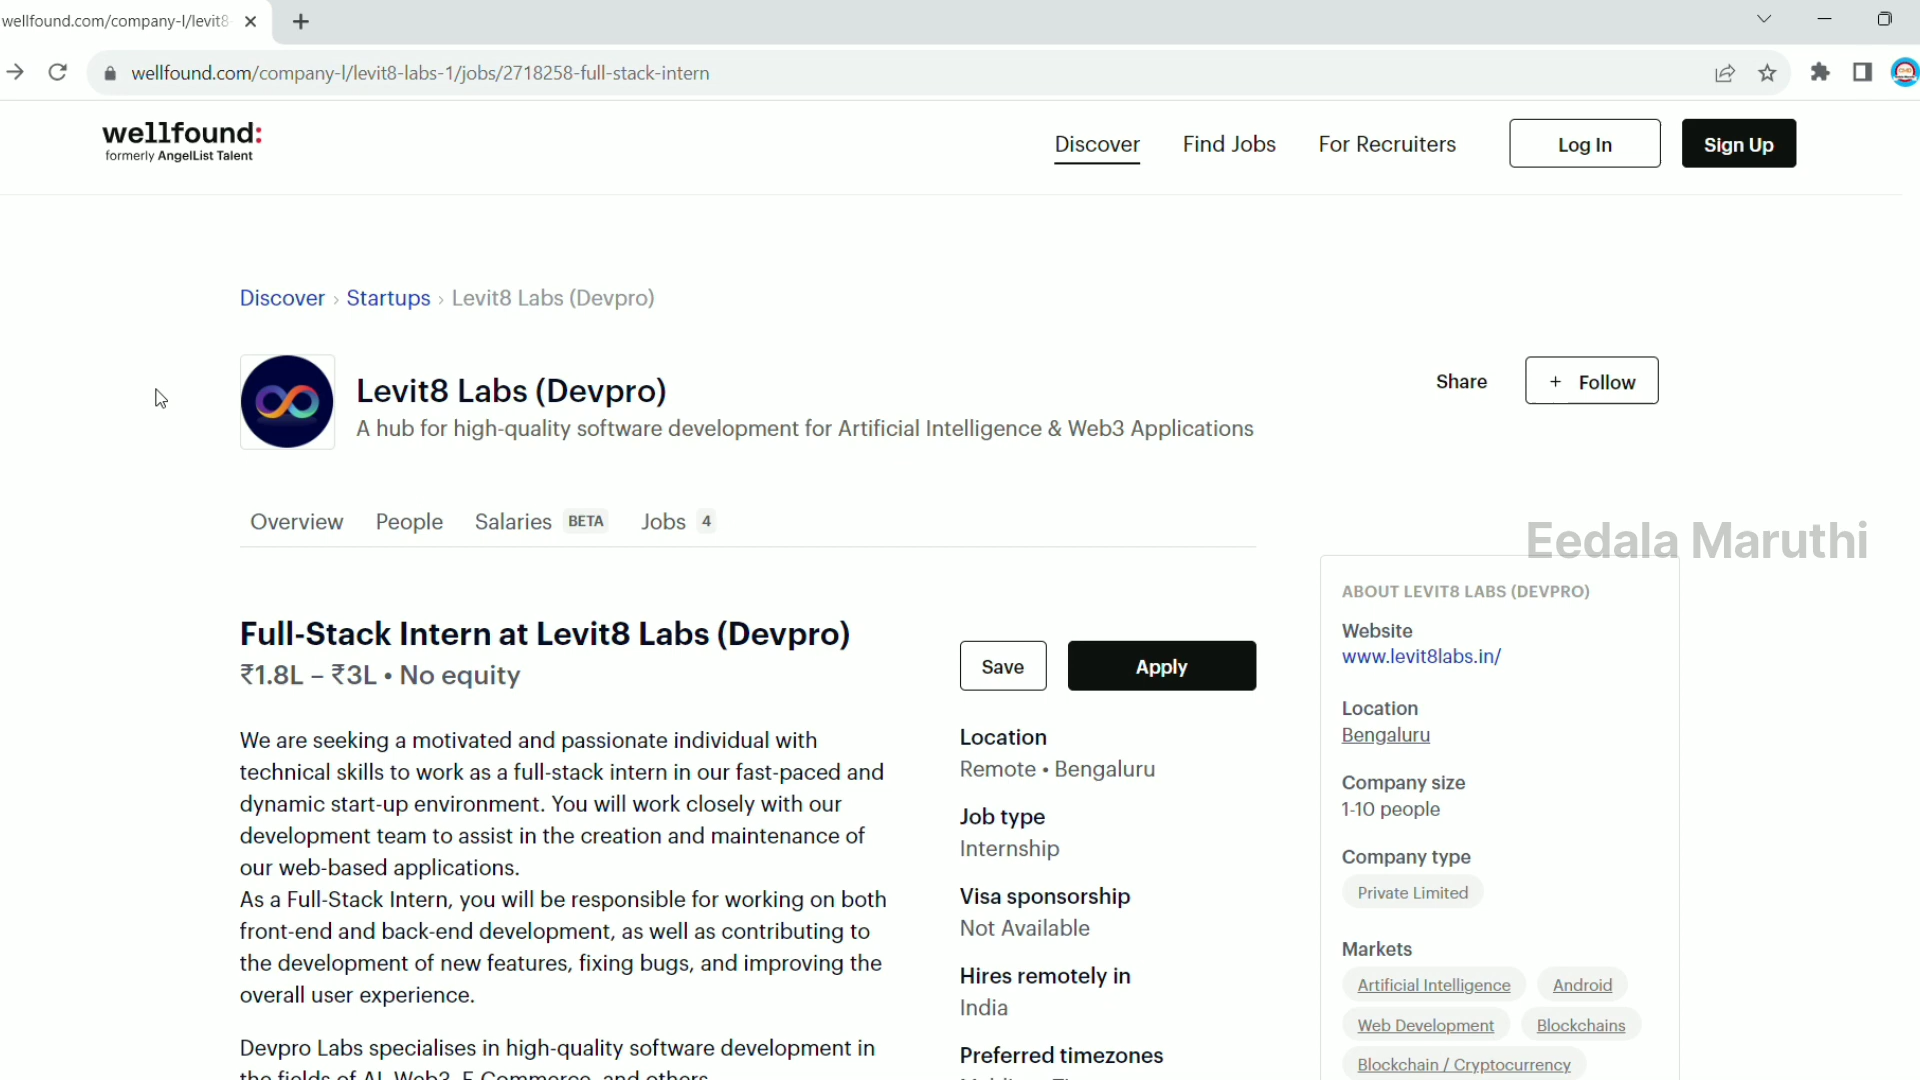 wellfound.com/company-l/levit8-
wellfound.com/company-l/levit8-labs-1/jobs/2718258-full-stack-intern
wellfound:
formerly AngelList Talent
Discover
Find Jobs
For Recruiters
Log In
Sign Up
Discover › Startups › Levit8 Labs (Devpro)
Levit8 Labs (Devpro)
A hub for high-quality software development for Artificial Intelligence & Web3 Applications
Share
+ Follow
Overview
People
Salaries BETA
Jobs 4
Eedala Maruthi
Full-Stack Intern at Levit8 Labs (Devpro)
₹1.8L – ₹3L • No equity
Save
Apply
We are seeking a motivated and passionate individual with
technical skills to work as a full-stack intern in our fast-paced and
dynamic start-up environment. You will work closely with our
development team to assist in the creation and maintenance of
our web-based applications.
As a Full-Stack Intern, you will be responsible for working on both
front-end and back-end development, as well as contributing to
the development of new features, fixing bugs, and improving the
overall user experience.
Devpro Labs specialises in high-quality software development in
the fields of AI, Web3, E-Commerce, and others.
Location
Remote • Bengaluru
Job type
Internship
Visa sponsorship
Not Available
Hires remotely in
India
Preferred timezones
ABOUT LEVIT8 LABS (DEVPRO)
Website
www.levit8labs.in/
Location
Bengaluru
Company size
1-10 people
Company type
Private Limited
Markets
Artificial Intelligence
Android
Web Development
Blockchains
Blockchain / Cryptocurrency